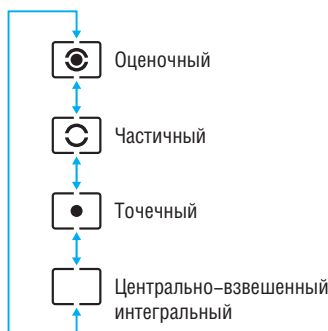 Оценочный
Частичный
Точечный
Центрально–взвешенный
интегральный